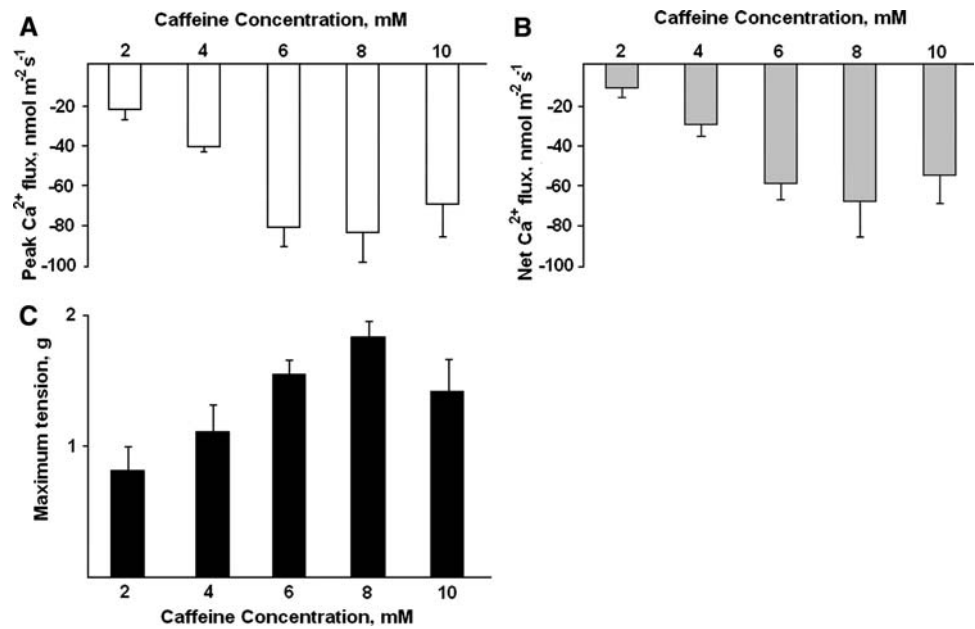 A
Caffeine Concentration, mM
2 4 6 8 10
Peak Ca²⁺ flux, nmol m⁻² s⁻¹
-20
-40
-60
-80
-100
B
Caffeine Concentration, mM
2 4 6 8 10
Net Ca²⁺ flux, nmol m⁻² s⁻¹
-20
-40
-60
-80
-100
C
Maximum tension, g
2
1
2 4 6 8 10
Caffeine Concentration, mM